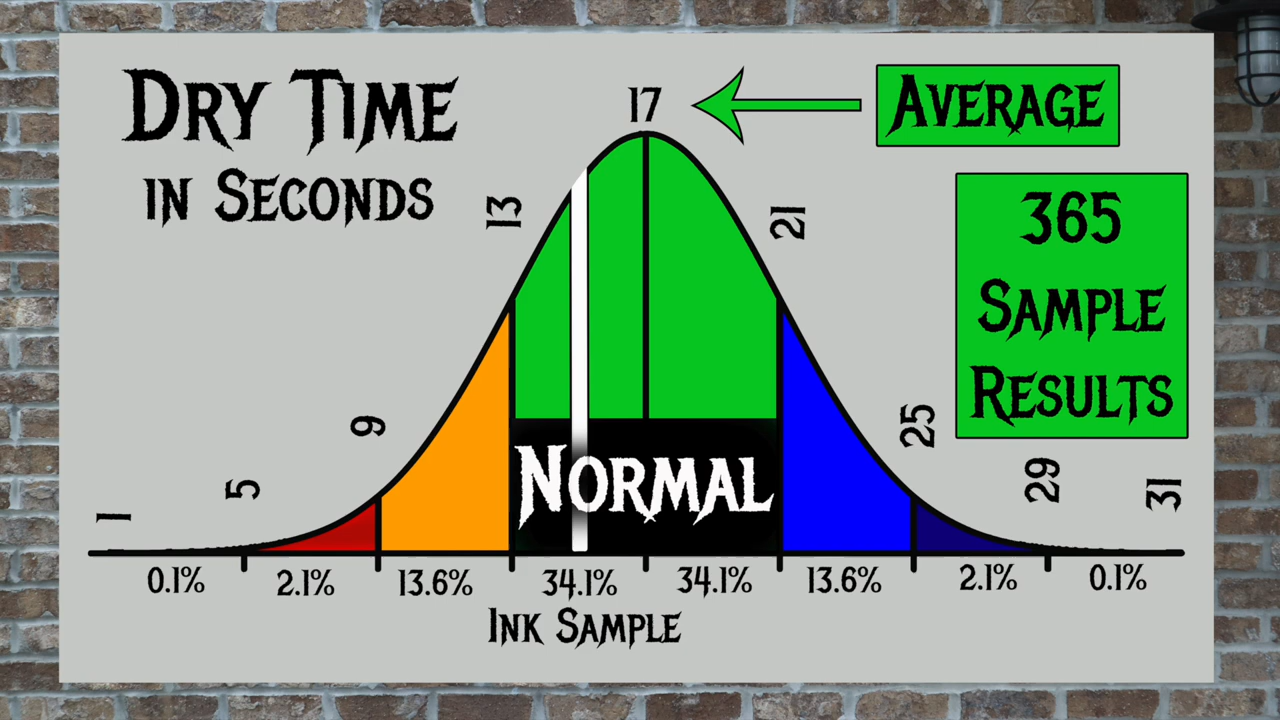 Dry Time
in Seconds
17
Average
365
Sample
Results
13
21
9
25
5
29
1
31
Normal
0.1%
2.1%
13.6%
34.1%
34.1%
13.6%
2.1%
0.1%
Ink Sample